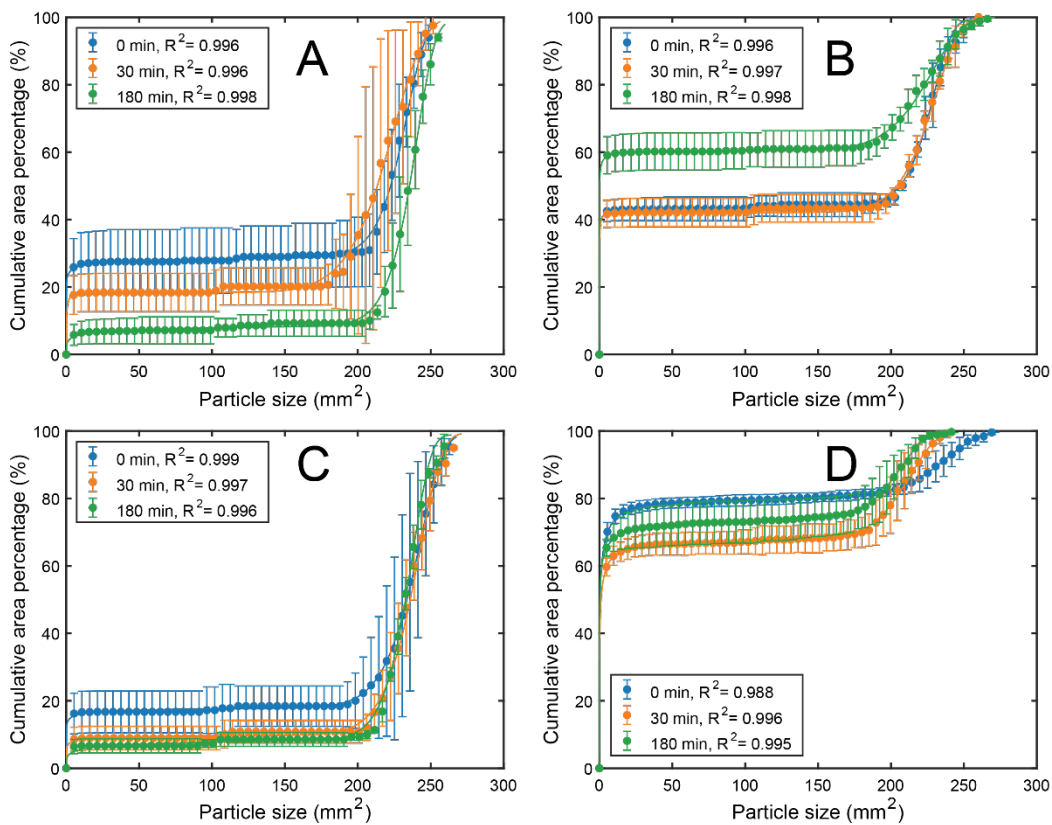 A
0 min, R²= 0.996
30 min, R²= 0.996
180 min, R²= 0.998
Cumulative area percentage (%)
100
80
60
40
20
0
0 50 100 150 200 250 300
Particle size (mm²)
B
0 min, R²= 0.996
30 min, R²= 0.997
180 min, R²= 0.998
Cumulative area percentage (%)
100
80
60
40
20
0
0 50 100 150 200 250 300
Particle size (mm²)
C
0 min, R²= 0.999
30 min, R²= 0.997
180 min, R²= 0.996
Cumulative area percentage (%)
100
80
60
40
20
0
0 50 100 150 200 250 300
Particle size (mm²)
D
Cumulative area percentage (%)
100
80
60
40
20
0
0 min, R²= 0.988
30 min, R²= 0.996
180 min, R²= 0.995
0 50 100 150 200 250 300
Particle size (mm²)